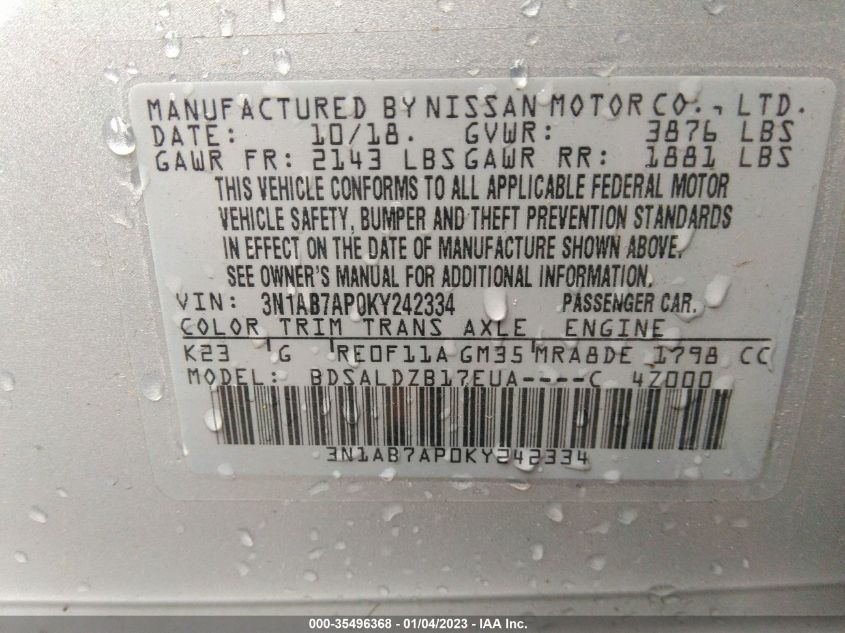 MANUFACTURED BY NISSAN MOTOR CO., LTD.
DATE: 10/18. GVWR: 3876 LBS
GAWR FR: 2143 LBS GAWR RR: 1881 LBS
THIS VEHICLE CONFORMS TO ALL APPLICABLE FEDERAL MOTOR
VEHICLE SAFETY, BUMPER AND THEFT PREVENTION STANDARDS
IN EFFECT ON THE DATE OF MANUFACTURE SHOWN ABOVE.
SEE OWNER'S MANUAL FOR ADDITIONAL INFORMATION.
VIN: 3N1AB7AP0KY242334 PASSENGER CAR.
COLOR TRIM TRANS AXLE ENGINE
K23 G RE0F11A GM35 MRA8DE 1798 CC
MODEL: BDSALDZB17EUA----C 4Z000
3N1AB7AP0KY242334
000-35496368 - 01/04/2023 - IAA Inc.